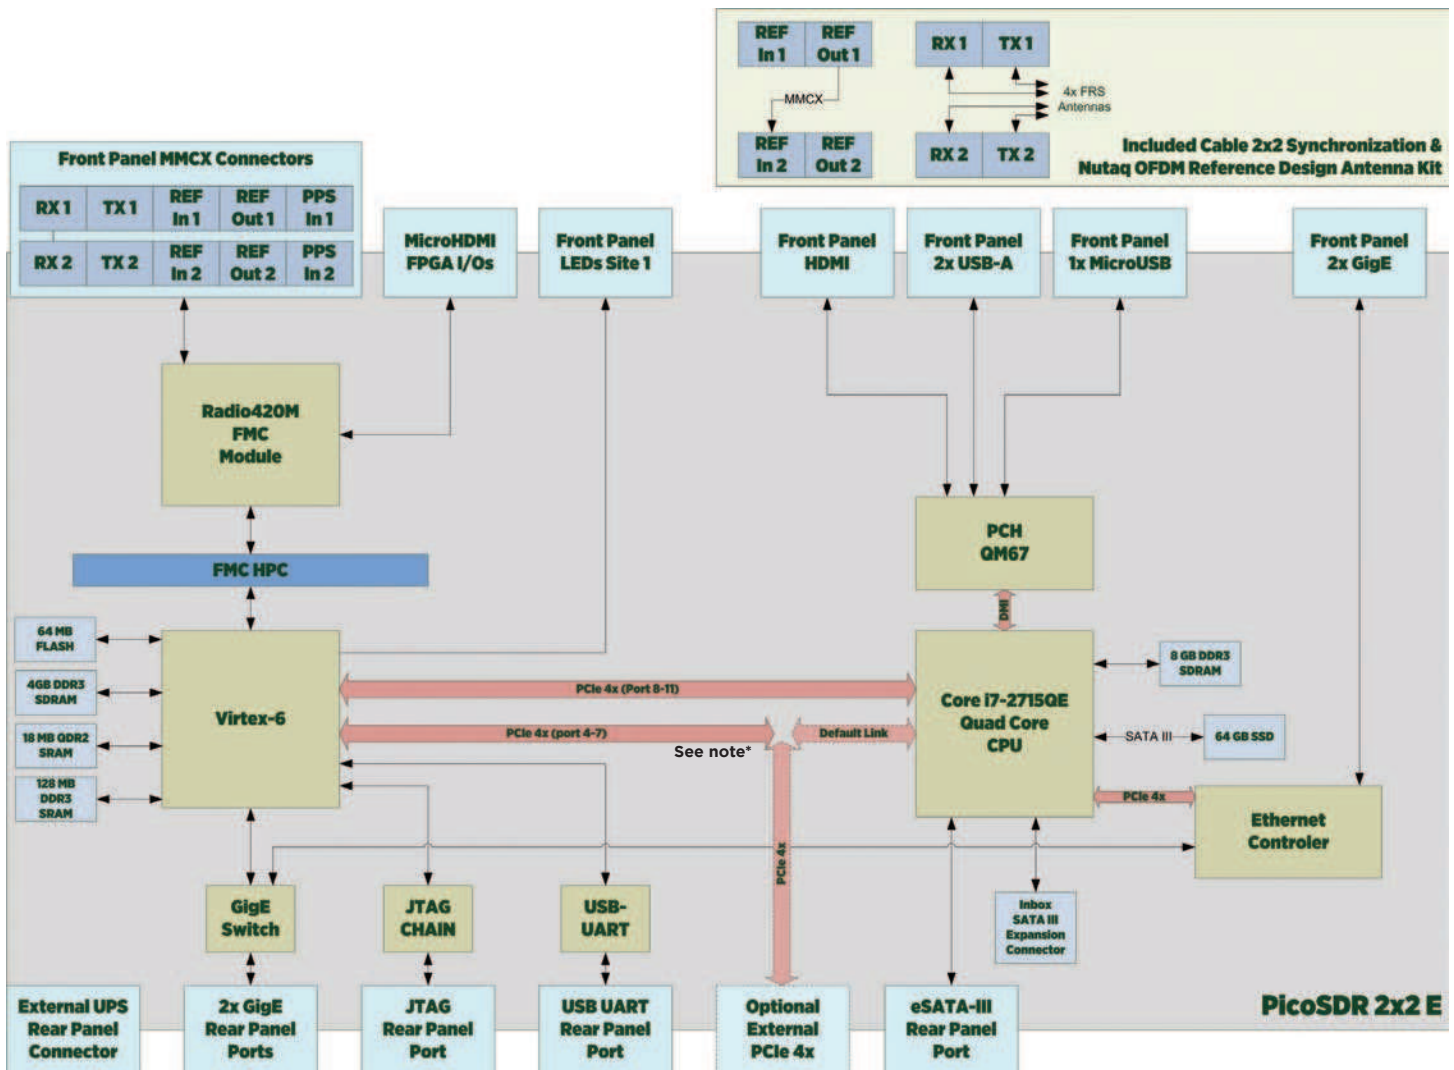 REF In 1
REF Out 1
RX 1
TX 1
MMCX
4x FRS
Antennas
REF In 2
REF Out 2
RX 2
TX 2
Included Cable 2x2 Synchronization &
Nutaq OFDM Reference Design Antenna Kit
Front Panel MMCX Connectors
RX 1
TX 1
REF In 1
REF Out 1
PPS In 1
RX 2
TX 2
REF In 2
REF Out 2
PPS In 2
MicroHDMI
FPGA I/Os
Front Panel
LEDs Site 1
Front Panel
HDMI
Front Panel
2x USB-A
Front Panel
1x MicroUSB
Front Panel
2x GigE
Radio420M
FMC
Module
PCH
QM67
FMC HPC
DMI
64 MB
FLASH
4GB DDR3
SDRAM
18 MB QDR2
SRAM
128 MB
DDR3
SRAM
Virtex-6
PCIe 4x (Port 8-11)
PCIe 4x (port 4-7)
See note*
Default Link
Core i7-2715QE
Quad Core
CPU
8 GB DDR3
SDRAM
SATA III
64 GB SSD
PCIe 4x
Ethernet
Controler
PCIe 4x
GigE
Switch
JTAG
CHAIN
USB-
UART
Inbox
SATA III
Expansion
Connector
External UPS
Rear Panel
Connector
2x GigE
Rear Panel
Ports
JTAG
Rear Panel
Port
USB UART
Rear Panel
Port
Optional
External
PCIe 4x
eSATA-III
Rear Panel
Port
PicoSDR 2x2 E